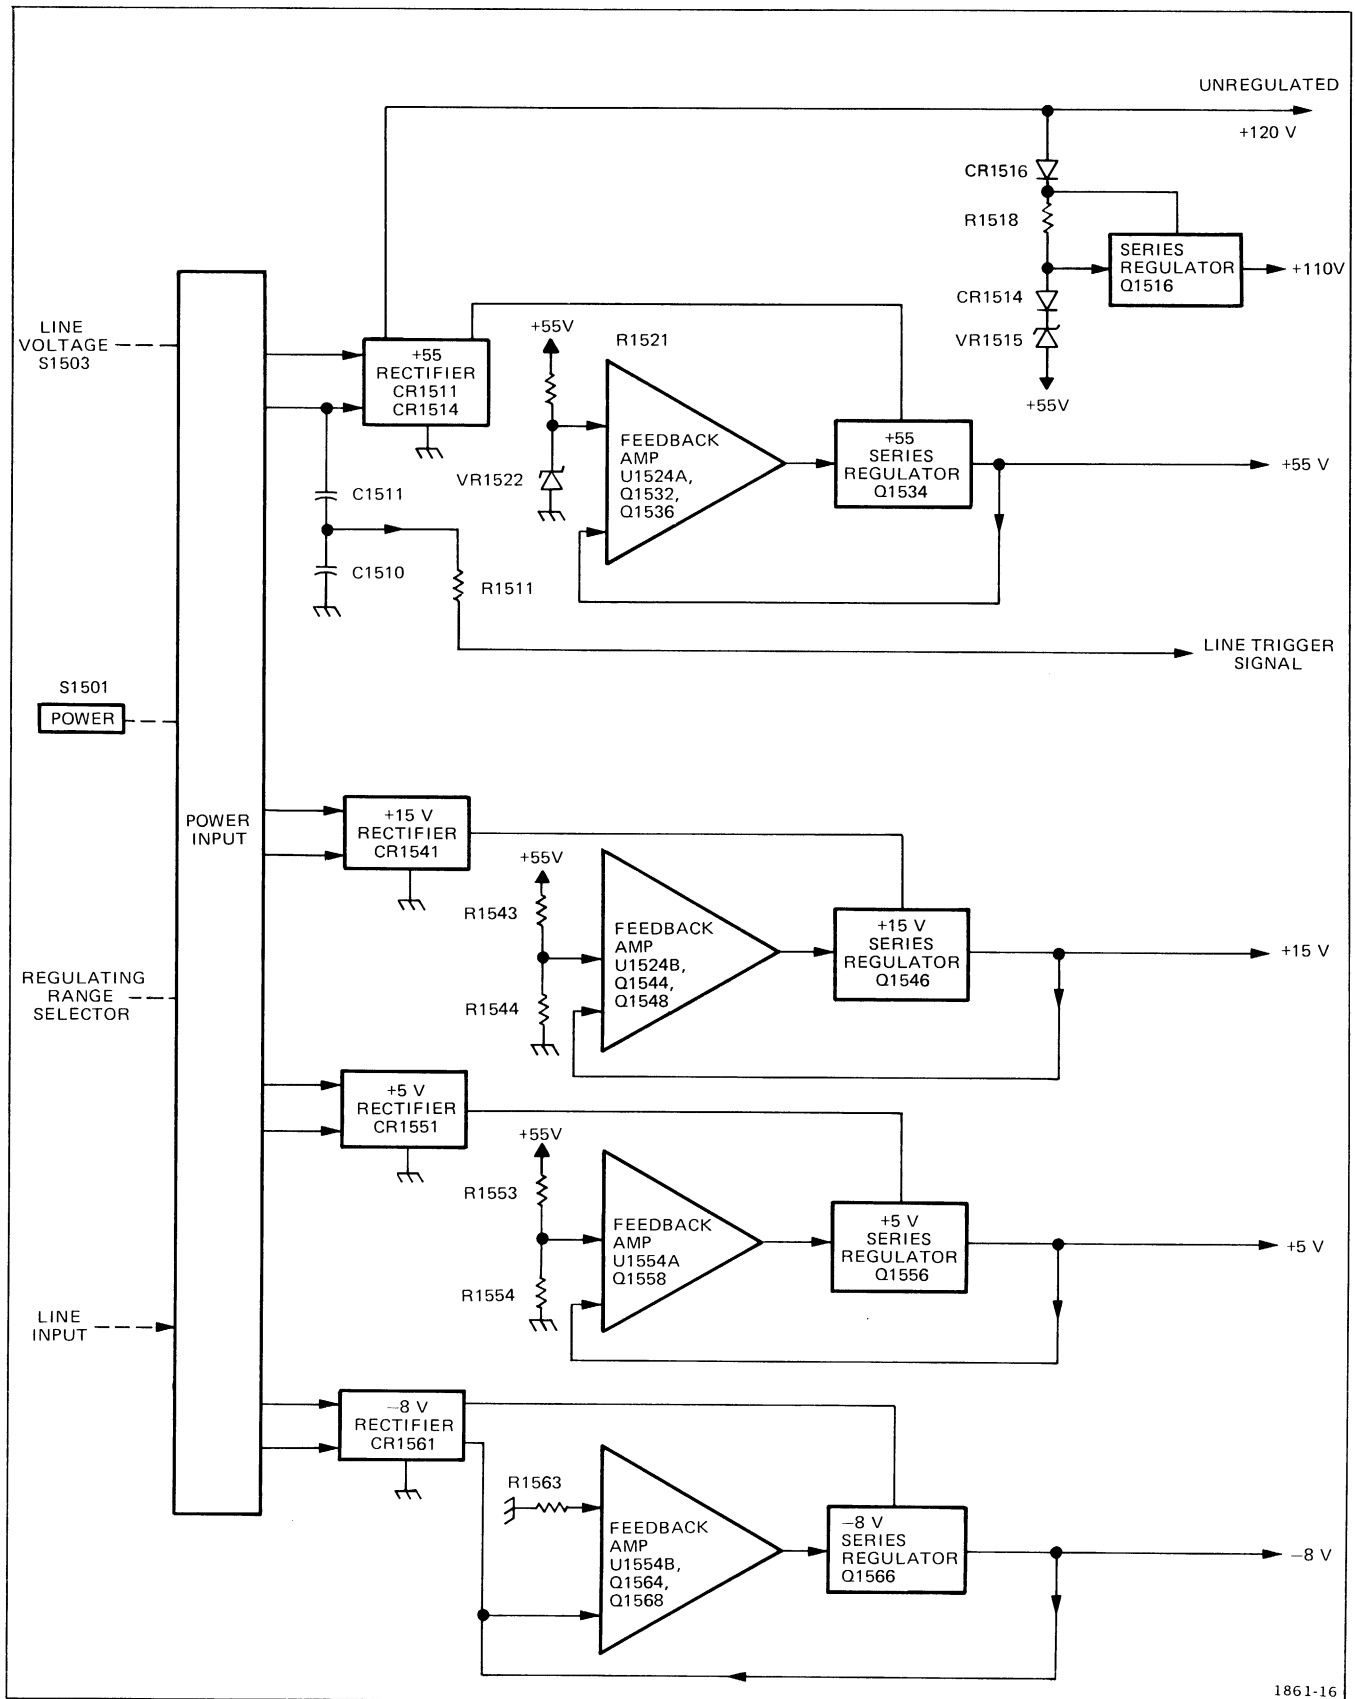 UNREGULATED
+120 V
CR1516
R1518
SERIES
REGULATOR
Q1516
+110V
CR1514
VR1515
+55V
LINE
VOLTAGE
S1503
+55
RECTIFIER
CR1511
CR1514
+55V
R1521
VR1522
FEEDBACK
AMP
U1524A,
Q1532,
Q1536
+55
SERIES
REGULATOR
Q1534
+55 V
C1511
C1510
R1511
LINE TRIGGER
SIGNAL
S1501
POWER
POWER
INPUT
+15 V
RECTIFIER
CR1541
+55V
R1543
R1544
FEEDBACK
AMP
U1524B,
Q1544,
Q1548
+15 V
SERIES
REGULATOR
Q1546
+15 V
REGULATING
RANGE
SELECTOR
+5 V
RECTIFIER
CR1551
+55V
R1553
R1554
FEEDBACK
AMP
U1554A
Q1558
+5 V
SERIES
REGULATOR
Q1556
+5 V
LINE
INPUT
−8 V
RECTIFIER
CR1561
R1563
FEEDBACK
AMP
U1554B,
Q1564,
Q1568
−8 V
SERIES
REGULATOR
Q1566
−8 V
1861-16